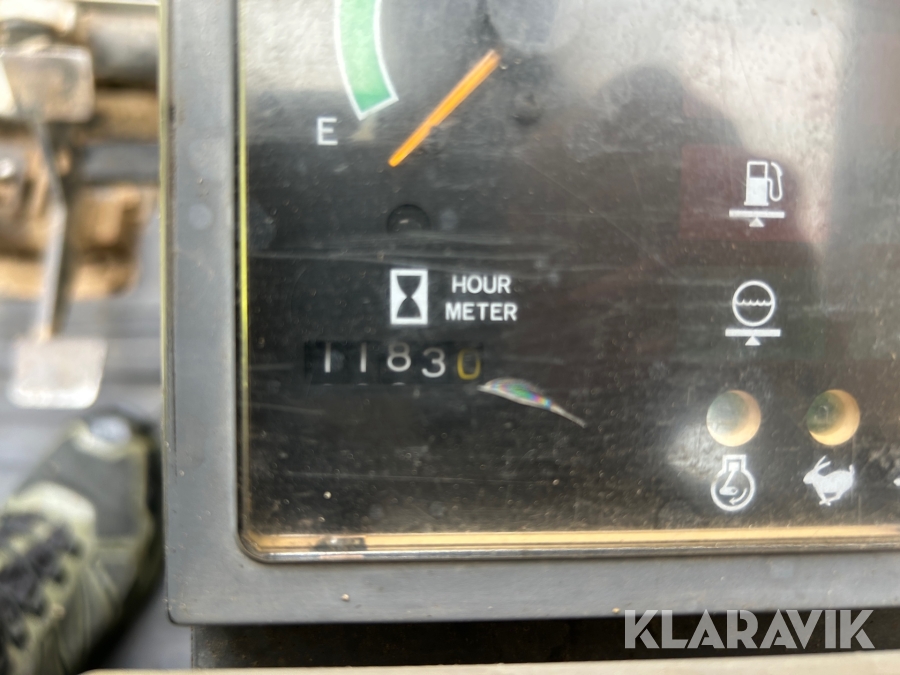 E
HOUR
METER
11830
KLARAVIK